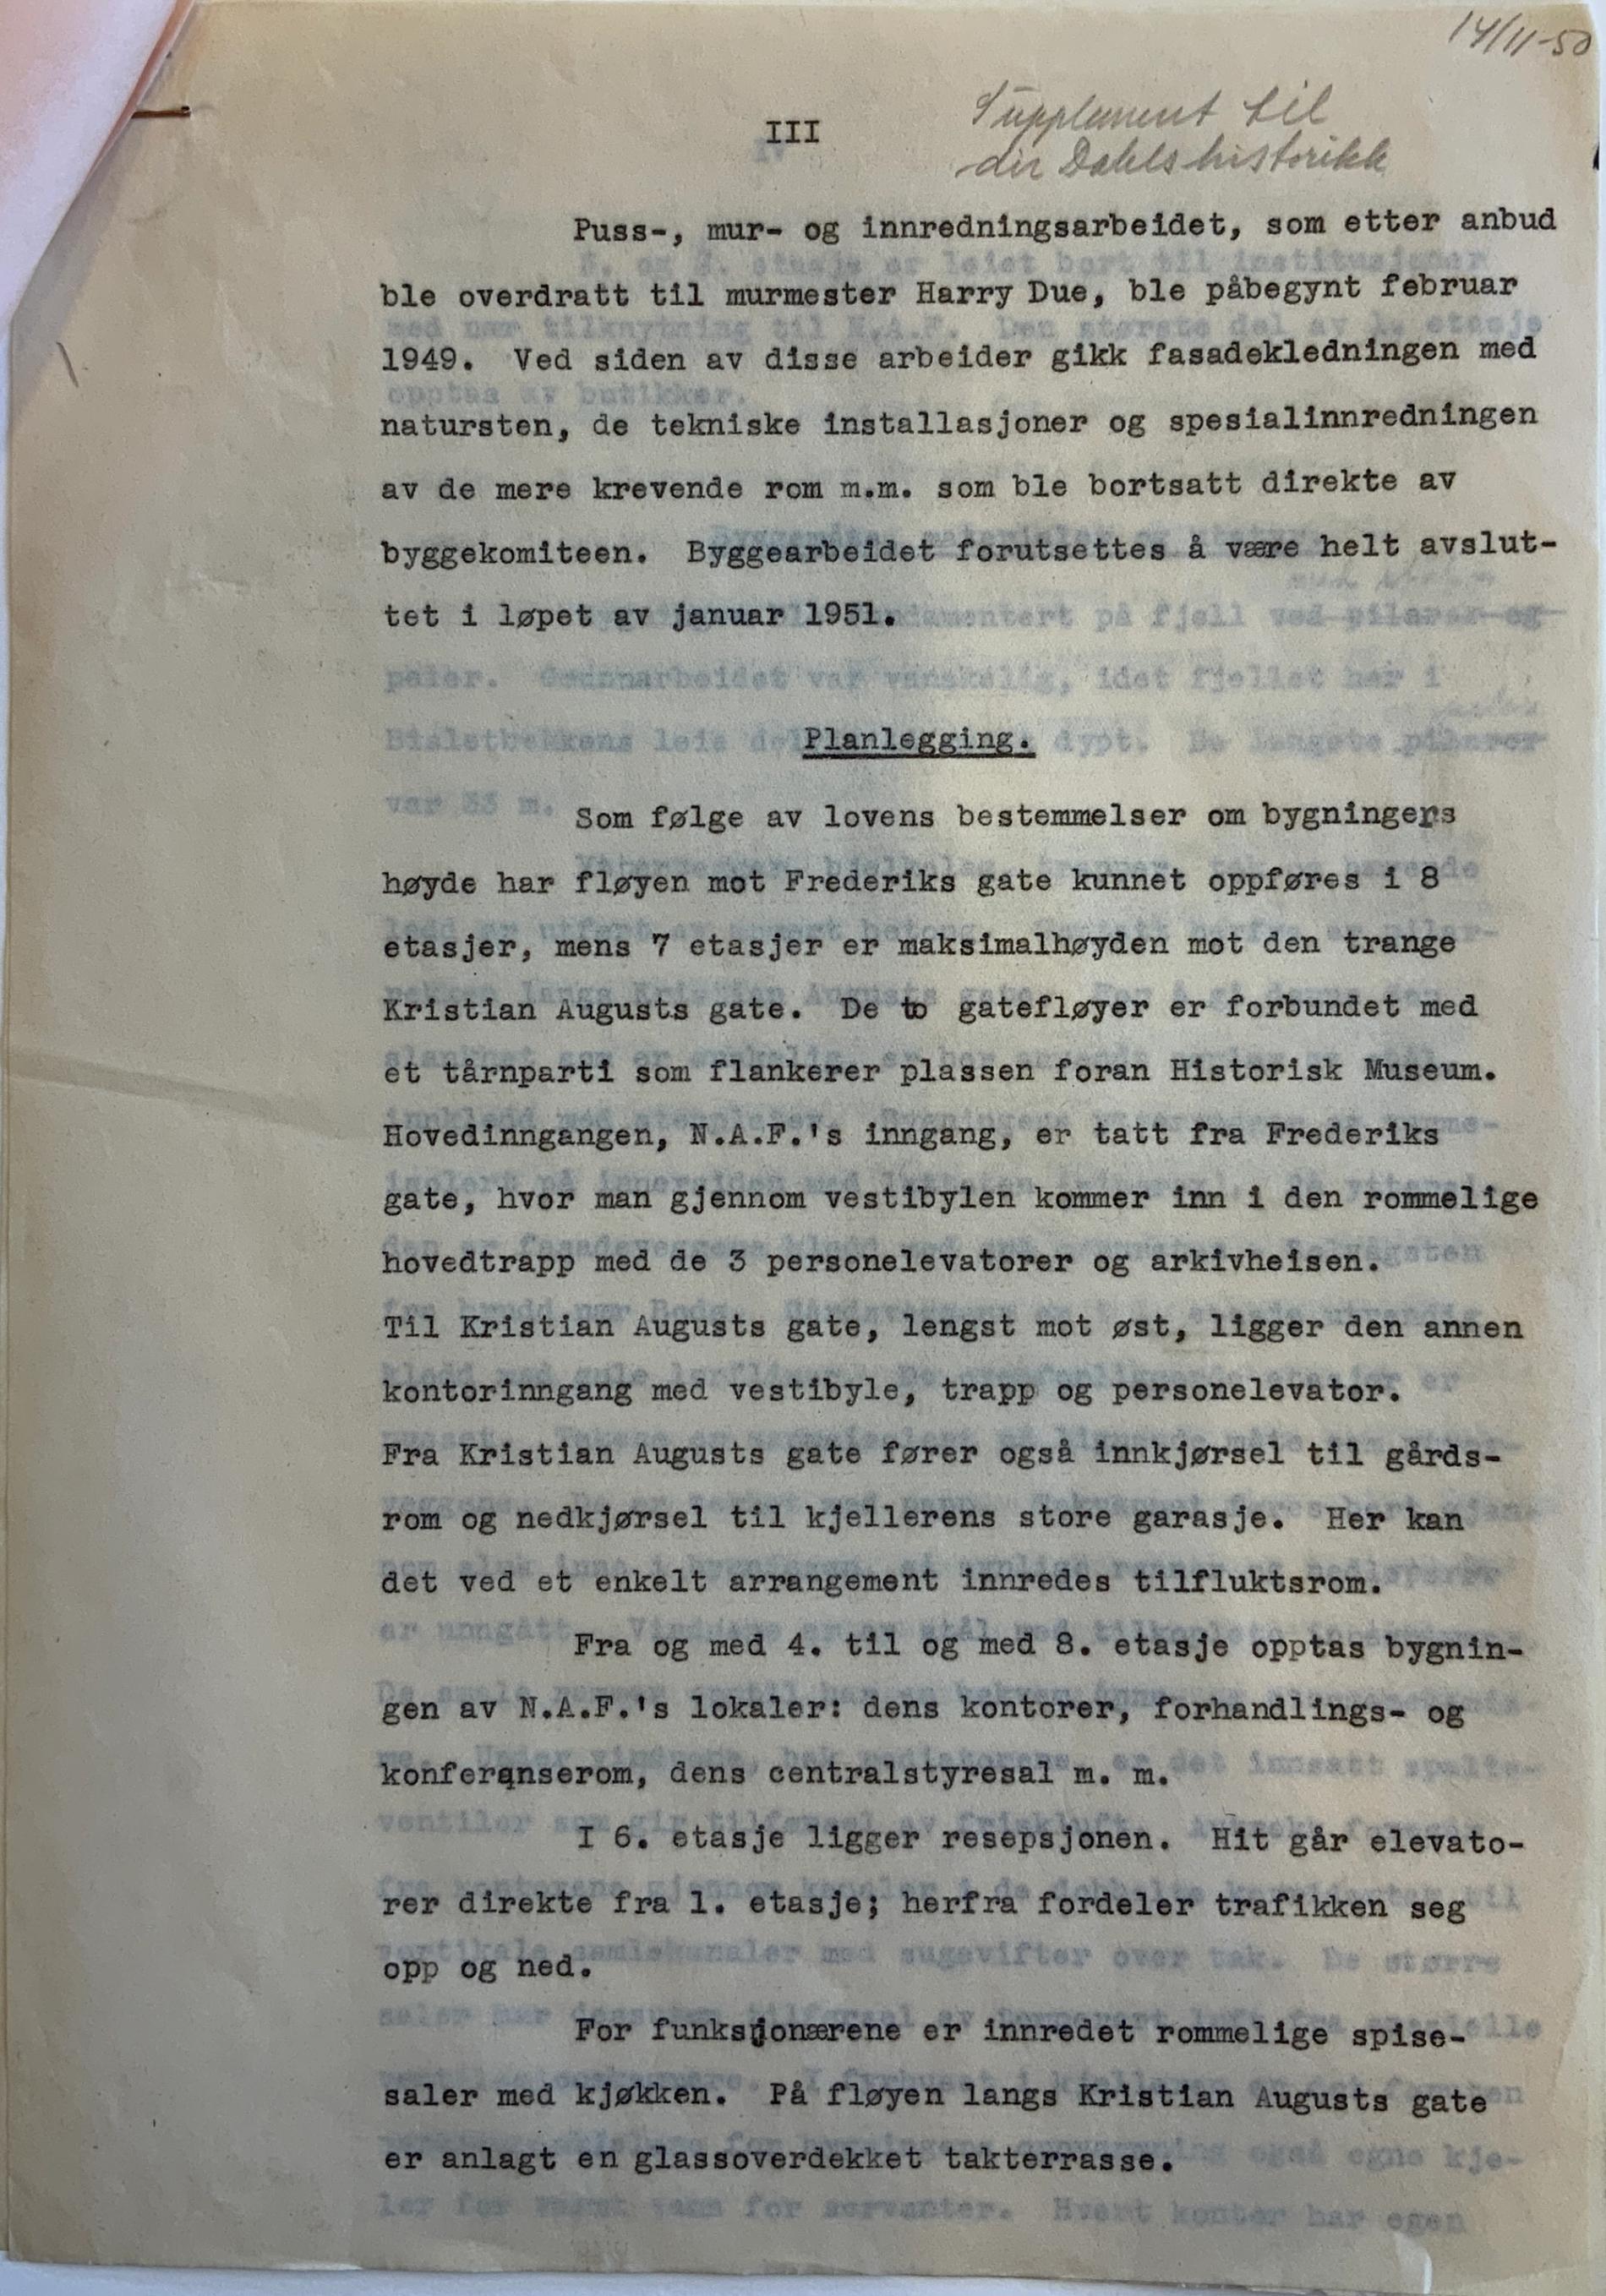 14/11-50
III
Supplement til
dir Dahls historikk
Puss-, mur- og innredningsarbeidet, som etter anbud
ble overdratt til murmester Harry Due, ble påbegynt februar
1949. Ved siden av disse arbeider gikk fasadekledningen med
natursten, de tekniske installasjoner og spesialinnredningen
av de mere krevende rom m.m. som ble bortsatt direkte av
byggekomiteen. Byggearbeidet forutsettes å være helt avslut-
tet i løpet av januar 1951.
Planlegging.
Som følge av lovens bestemmelser om bygningers
høyde har fløyen mot Frederiks gate kunnet oppføres i 8
etasjer, mens 7 etasjer er maksimalhøyden mot den trange
Kristian Augusts gate. De to gatefløyer er forbundet med
et tårnparti som flankerer plassen foran Historisk Museum.
Hovedinngangen, N.A.F.'s inngang, er tatt fra Frederiks
gate, hvor man gjennom vestibylen kommer inn i den rommelige
hovedtrapp med de 3 personelevatorer og arkivheisen.
Til Kristian Augusts gate, lengst mot øst, ligger den annen
kontorinngang med vestibyle, trapp og personelevator.
Fra Kristian Augusts gate fører også innkjørsel til gårds-
rom og nedkjørsel til kjellerens store garasje. Her kan
det ved et enkelt arrangement innredes tilfluktsrom.
Fra og med 4. til og med 8. etasje opptas bygnin-
gen av N.A.F.'s lokaler: dens kontorer, forhandlings- og
konferanserom, dens centralstyresal m. m.
I 6. etasje ligger resepsjonen. Hit går elevato-
rer direkte fra 1. etasje; herfra fordeler trafikken seg
opp og ned.
For funksjonærene er innredet rommelige spise-
saler med kjøkken. På fløyen langs Kristian Augusts gate
er anlagt en glassoverdekket takterrasse.